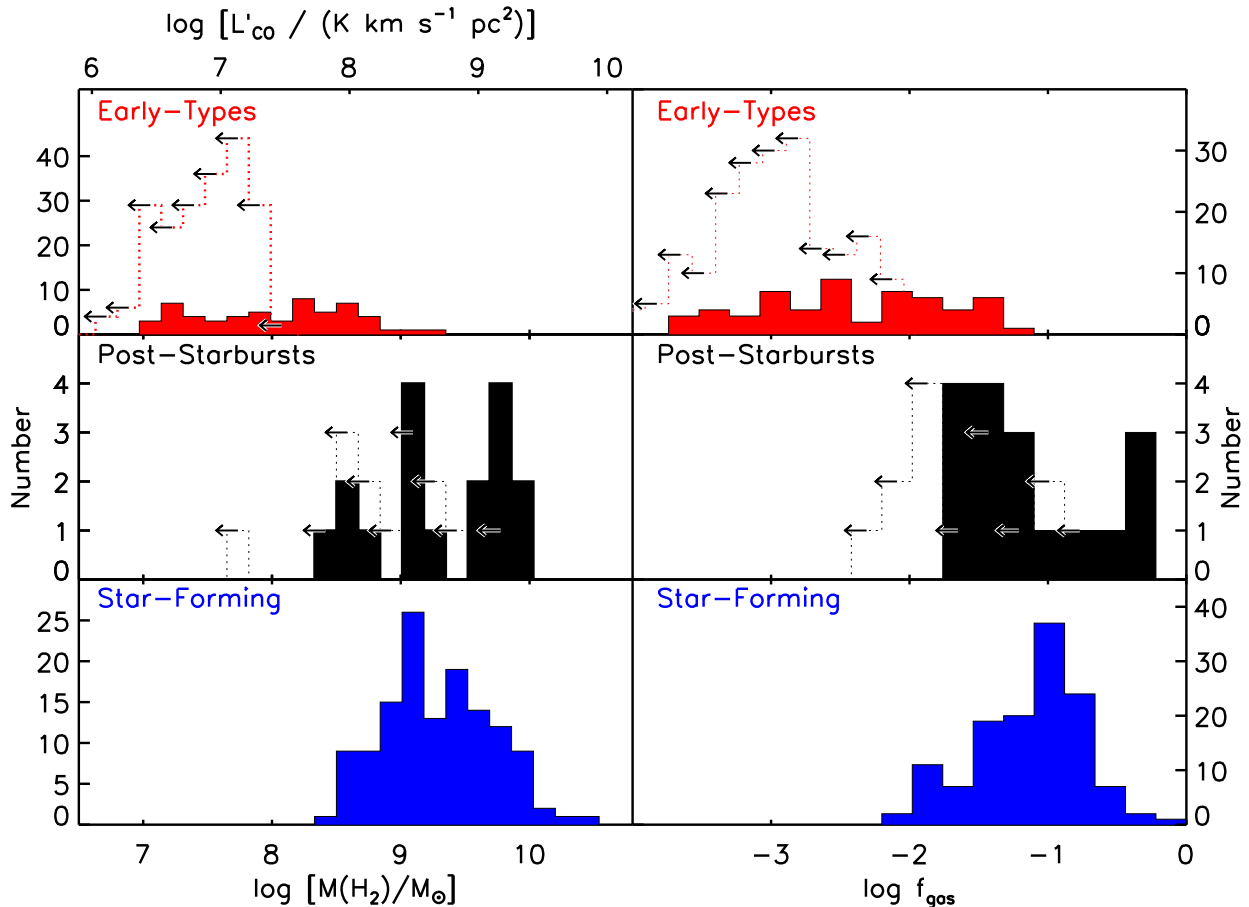 log [L'CO / (K km s−1 pc2)]
6 7 8 9 10
Early−Types
Early−Types
40
30
20
10
0
30
20
10
0
Post−Starbursts
Post−Starbursts
4
3
2
1
0
Number
4
3
2
1
0
Number
Star−Forming
Star−Forming
25
20
15
10
5
0
40
30
20
10
0
7 8 9 10
−3 −2 −1 0
log [M(H2)/M⊙]
log fgas